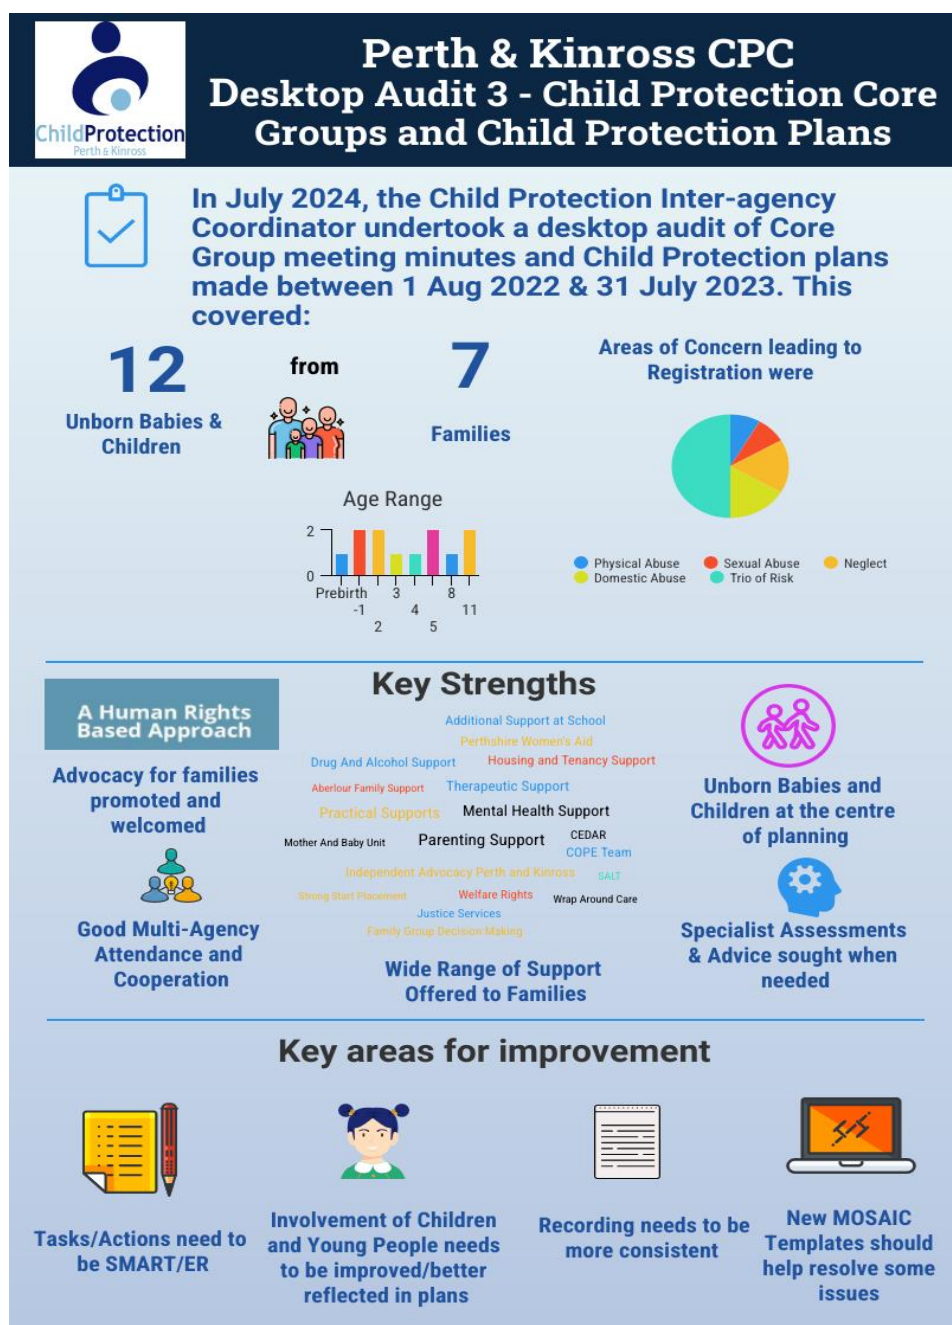 ChildProtection
Perth & Kinross
Perth & Kinross CPC
Desktop Audit 3 - Child Protection Core
Groups and Child Protection Plans
In July 2024, the Child Protection Inter-agency
Coordinator undertook a desktop audit of Core
Group meeting minutes and Child Protection plans
made between 1 Aug 2022 & 31 July 2023. This
covered:
12
Unborn Babies &
Children
from
7
Families
Areas of Concern leading to
Registration were
Physical Abuse
Sexual Abuse
Neglect
Domestic Abuse
Trio of Risk
Age Range
2
0
Prebirth
-1
2
3
4
5
8
11
Key Strengths
A Human Rights
Based Approach
Advocacy for families
promoted and
welcomed
Good Multi-Agency
Attendance and
Cooperation
Additional Support at School
Perthshire Women's Aid
Drug And Alcohol Support
Housing and Tenancy Support
Aberlour Family Support
Therapeutic Support
Practical Supports
Mental Health Support
Mother And Baby Unit
Parenting Support
CEDAR
COPE Team
Independent Advocacy Perth and Kinross
SALT
Strong Start Placement
Welfare Rights
Wrap Around Care
Justice Services
Family Group Decision Making
Wide Range of Support
Offered to Families
Unborn Babies and
Children at the centre
of planning
Specialist Assessments
& Advice sought when
needed
Key areas for improvement
Tasks/Actions need to
be SMART/ER
Involvement of Children
and Young People needs
to be improved/better
reflected in plans
Recording needs to be
more consistent
New MOSAIC
Templates should
help resolve some
issues